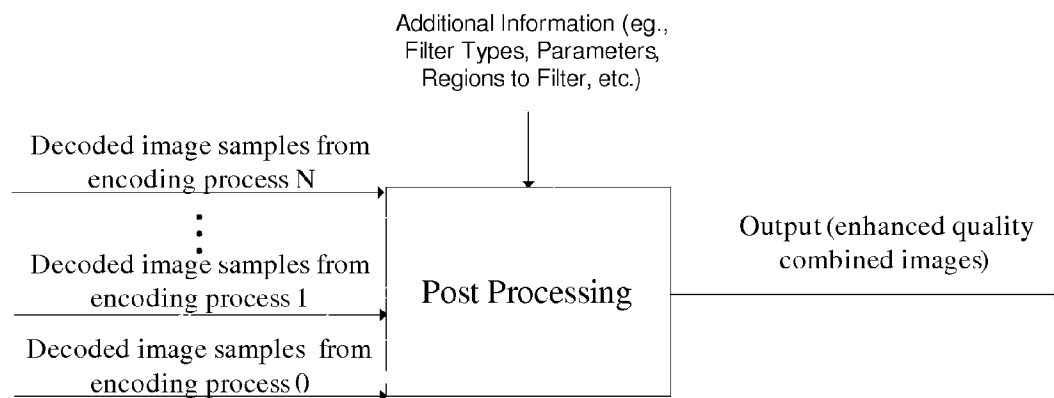 Additional Information (eg.,
Filter Types, Parameters,
Regions to Filter, etc.)
Decoded image samples from
encoding process N
Decoded image samples from
encoding process 1
Decoded image samples from
encoding process 0
Post Processing
Output (enhanced quality
combined images)